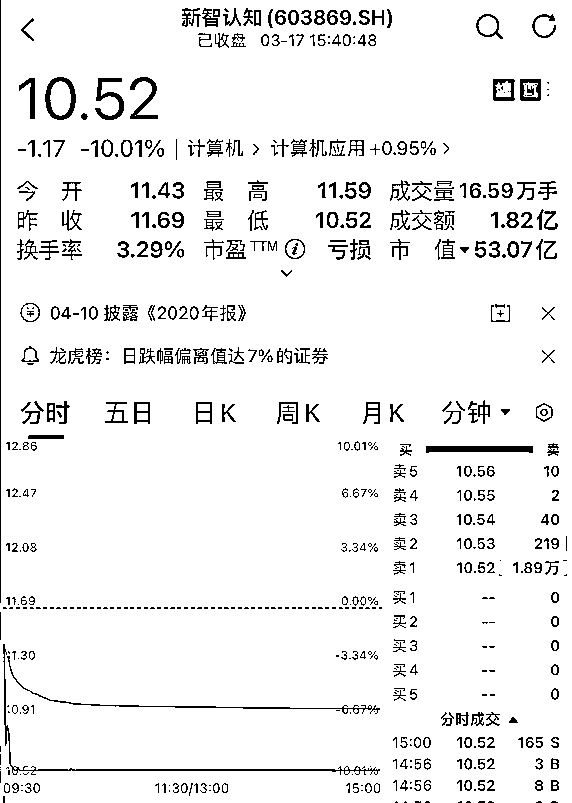 新智认知(603869.SH)
已收盘 03-17 15:40:48
10.52
-1.17 -10.01% | 计算机 > 计算机应用+0.95% >
今开 11.43 最高 11.59 成交量16.59万手
昨收 11.69 最低 10.52 成交额 1.82亿
换手率 3.29% 市盈TTM 亏损 市值53.07亿
04-10 披露《2020年报》
龙虎榜：日跌幅偏离值达7%的证券
分时 五日 日K 周K 月K 分钟
12.86 10.01% 买 卖
卖5 10.56 10
12.47 6.67% 卖4 10.55 2
卖3 10.54 40
12.08 3.34% 卖2 10.53 219
卖1 10.52 1.89万
11.69 0.00% 买1 -- 0
买2 -- 0
买3 -- 0
11.30 -3.34% 买4 -- 0
买5 -- 0
10.91 -6.67%
分时成交
15:00 10.52 165 S
10.52 -10.01% 14:56 10.52 3 B
09:30 11:30/13:00 15:00 14:56 10.52 8 B